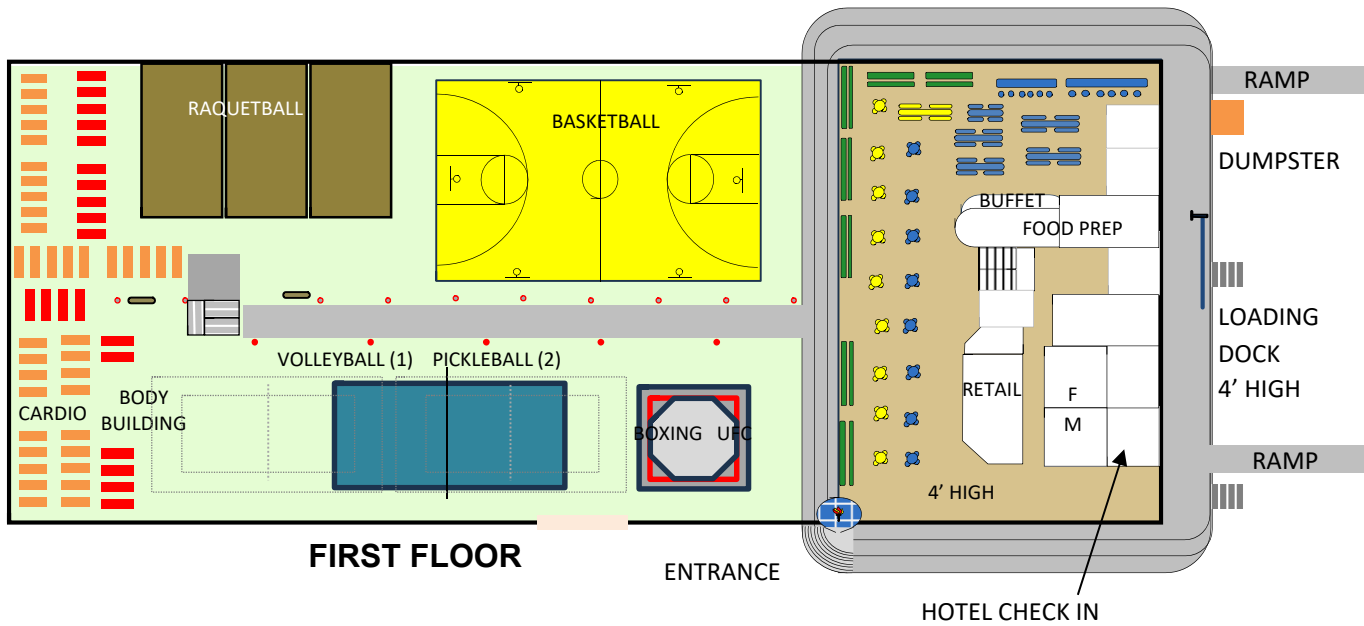 RAMP
RAQUETBALL
BASKETBALL
DUMPSTER
BUFFET
FOOD PREP
LOADING
DOCK
4’ HIGH
VOLLEYBALL (1)
PICKLEBALL (2)
CARDIO
BODY
BUILDING
RETAIL
F
M
BOXING
UFC
RAMP
4’ HIGH
FIRST FLOOR
ENTRANCE
HOTEL CHECK IN